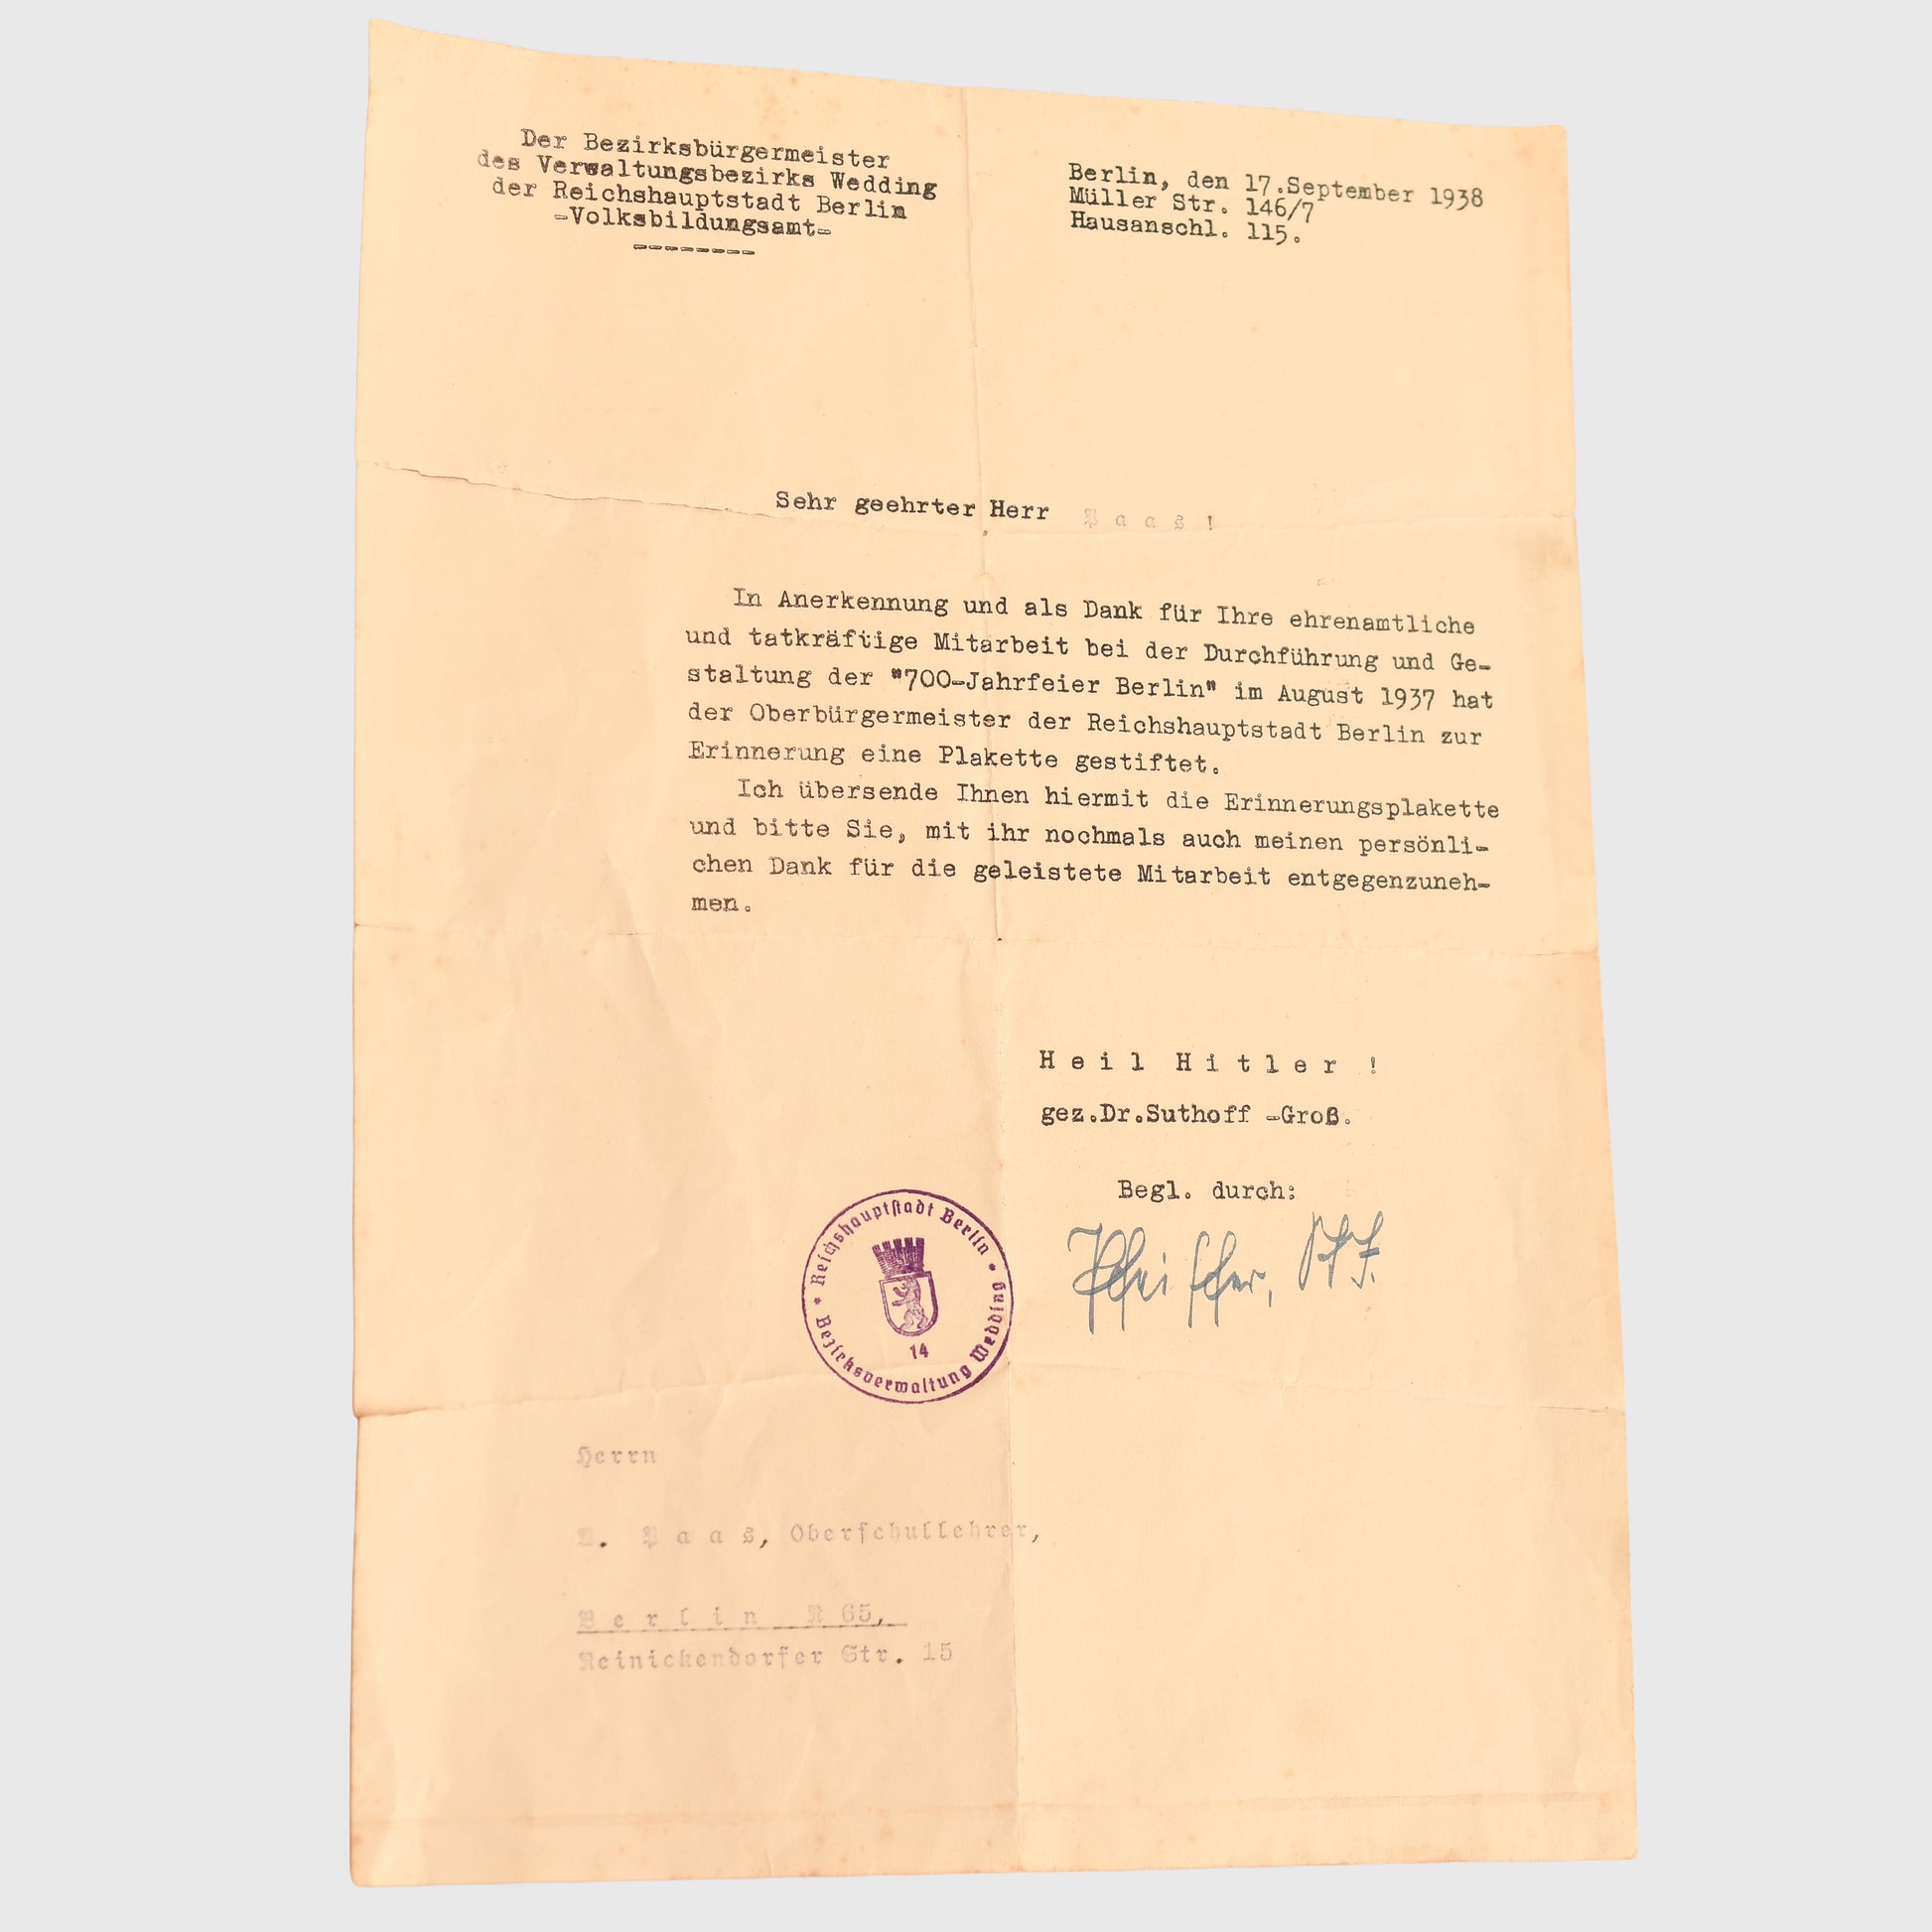 Der Bezirksbürgermeister
des Verwaltungsbezirks Wedding
der Reichshauptstadt Berlin
-Volksbildungsamt-
--------
Berlin, den 17.September 1938
Müller Str. 146/7
Hausanschl. 115.
Sehr geehrter Herr P a a s !
In Anerkennung und als Dank für Ihre ehrenamtliche
und tatkräftige Mitarbeit bei der Durchführung und Ge-
staltung der "700-Jahrfeier Berlin" im August 1937 hat
der Oberbürgermeister der Reichshauptstadt Berlin zur
Erinnerung eine Plakette gestiftet.
Ich übersende Ihnen hiermit die Erinnerungsplakette
und bitte Sie, mit ihr nochmals auch meinen persönli-
chen Dank für die geleistete Mitarbeit entgegenzuneh-
men.
H e i l  H i t l e r !
gez.Dr.Suthoff -Groß.
Begl. durch:
* Reichshauptstadt Berlin *
Bezirksverwaltung Wedding
14
Herrn
P a a s, Oberschullehrer,
B e r l i n  N 65,
Reinickendorfer Str. 15